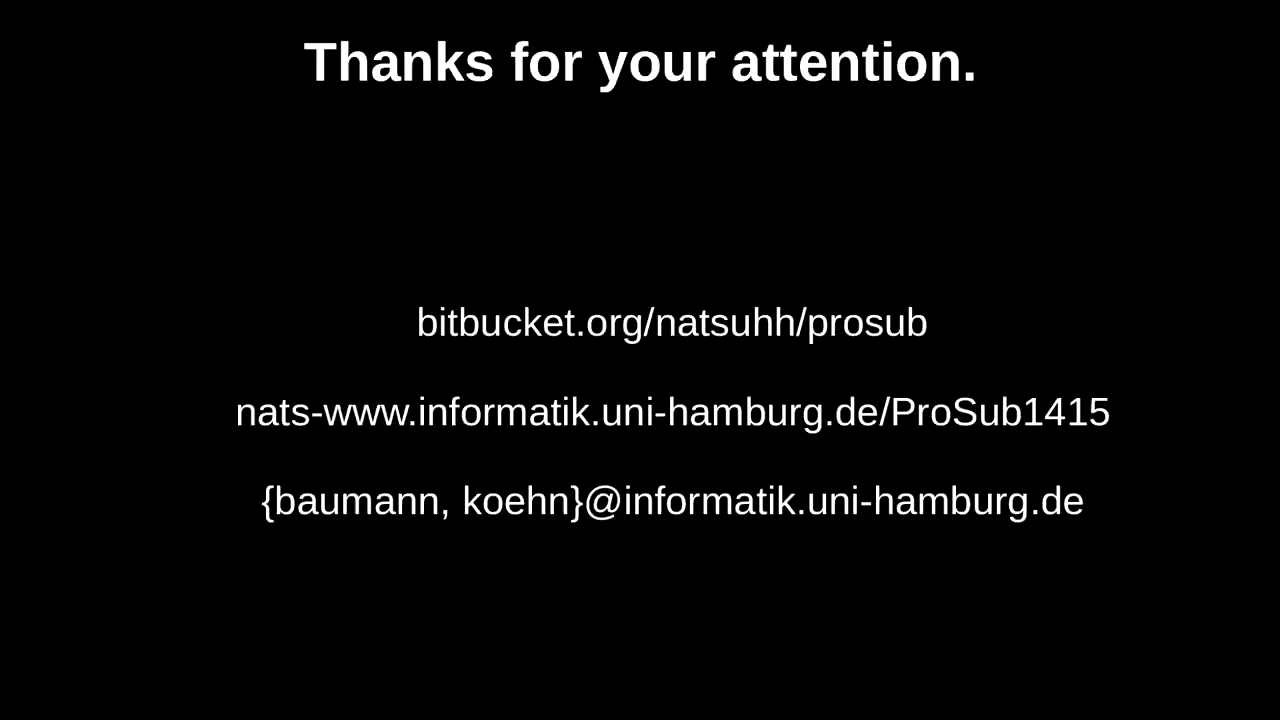 Thanks for your attention.
bitbucket.org/natsuhh/prosub
nats-www.informatik.uni-hamburg.de/ProSub1415
{baumann, koehn}@informatik.uni-hamburg.de